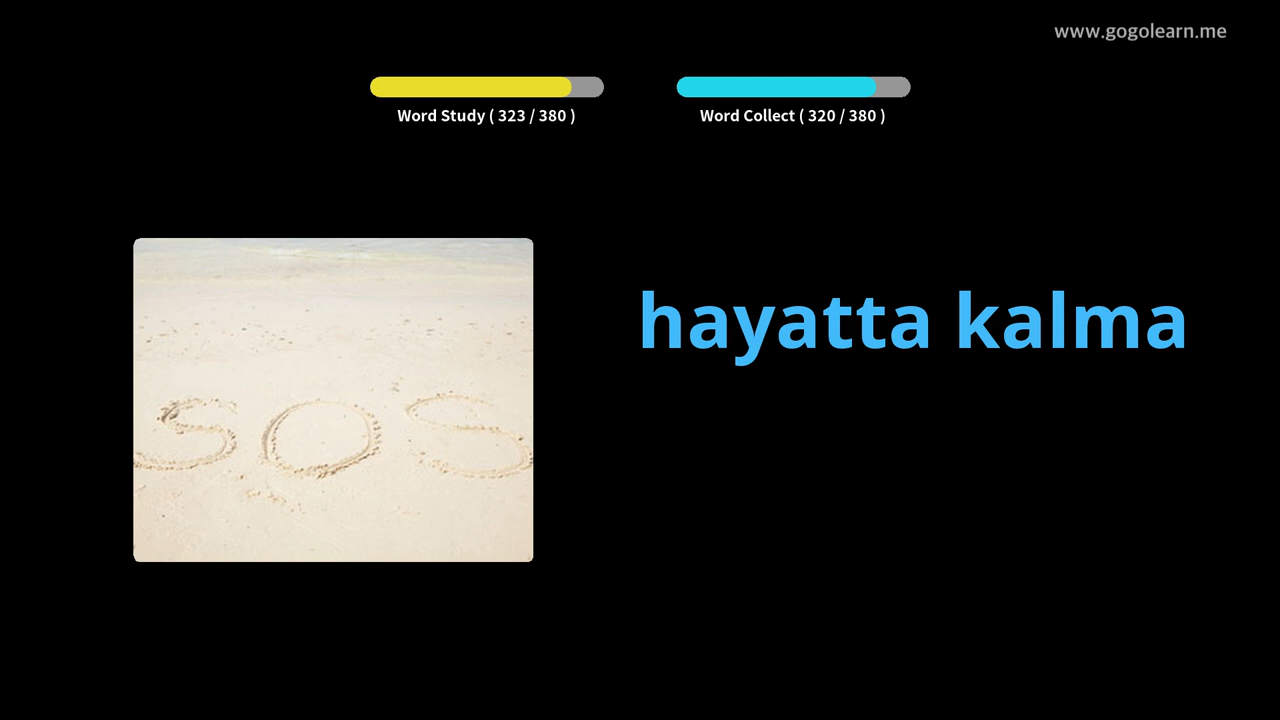 www.gogolearn.me
Word Study ( 323 / 380 )
Word Collect ( 320 / 380 )
SOS
hayatta kalma